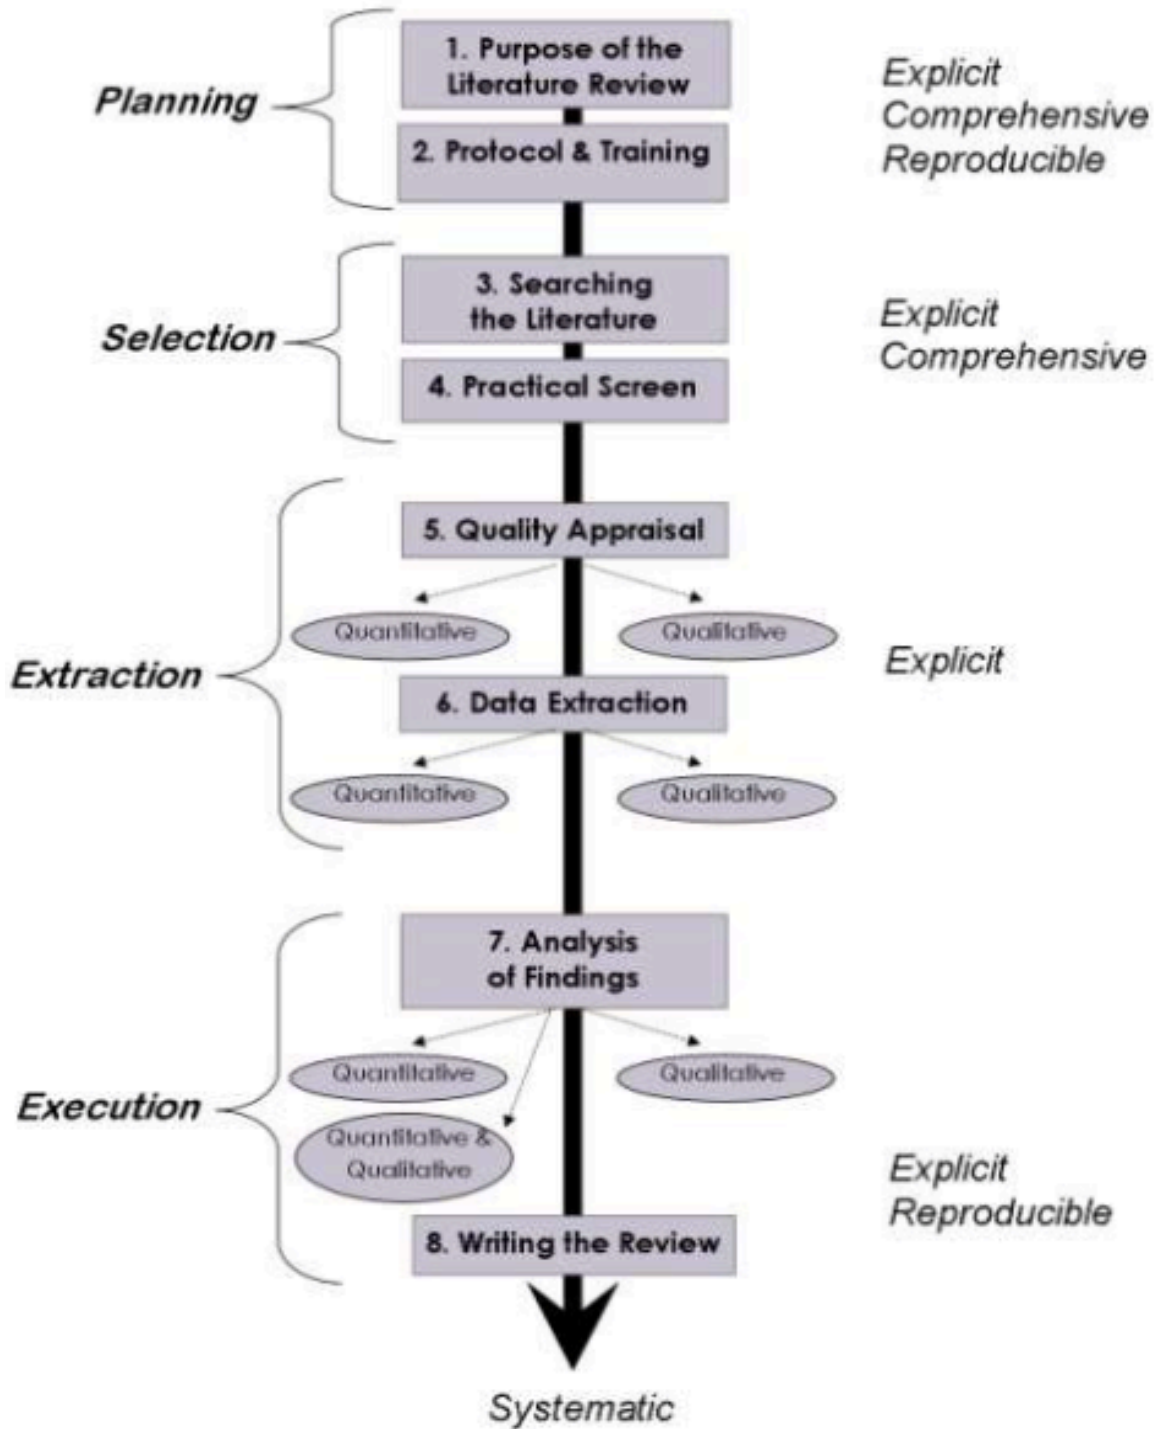 1. Purpose of the
Literature Review
Planning
Explicit
Comprehensive
Reproducible
2. Protocol & Training
3. Searching
the Literature
Selection
Explicit
Comprehensive
4. Practical Screen
5. Quality Appraisal
Quantitative
Qualitative
Extraction
Explicit
6. Data Extraction
Quantitative
Qualitative
7. Analysis
of Findings
Quantitative
Qualitative
Execution
Quantitative &
Qualitative
Explicit
Reproducible
8. Writing the Review
Systematic